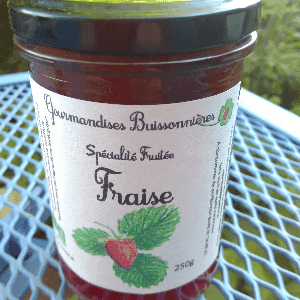 Gourmandises Buissonnières
Spécialité Fruitée
Fraise
250g